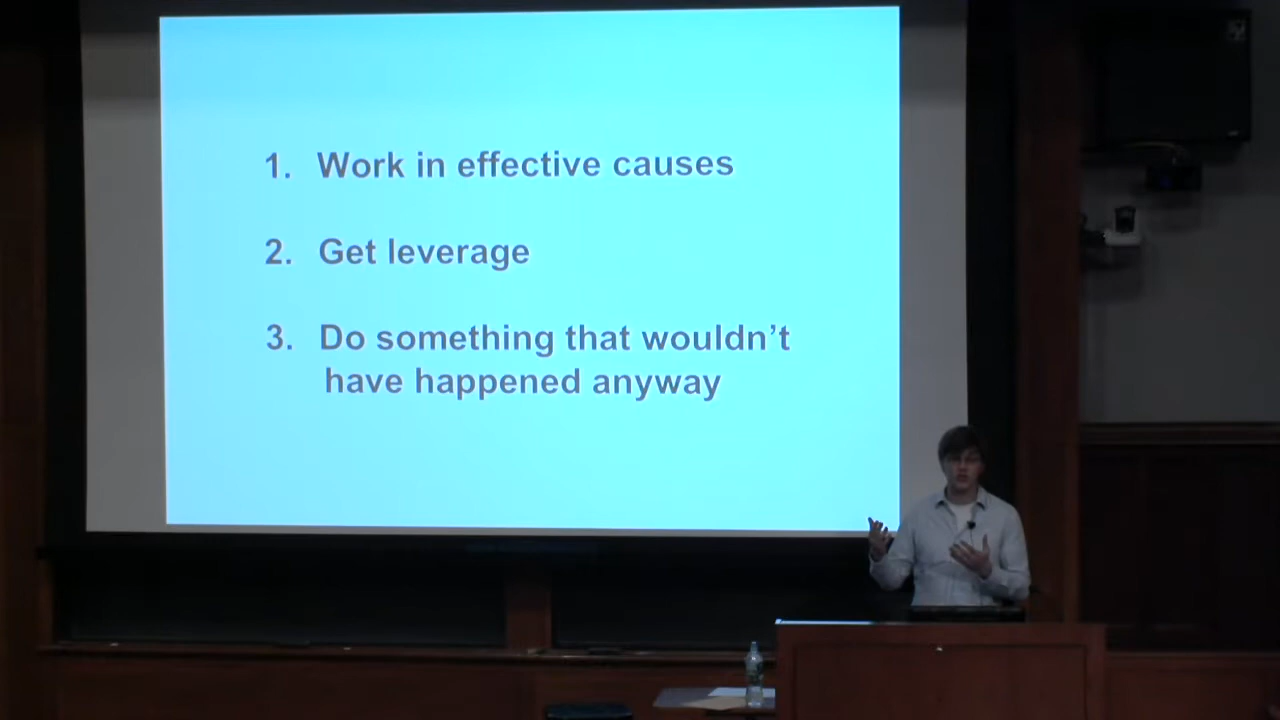 1. Work in effective causes
2. Get leverage
3. Do something that wouldn’t
have happened anyway